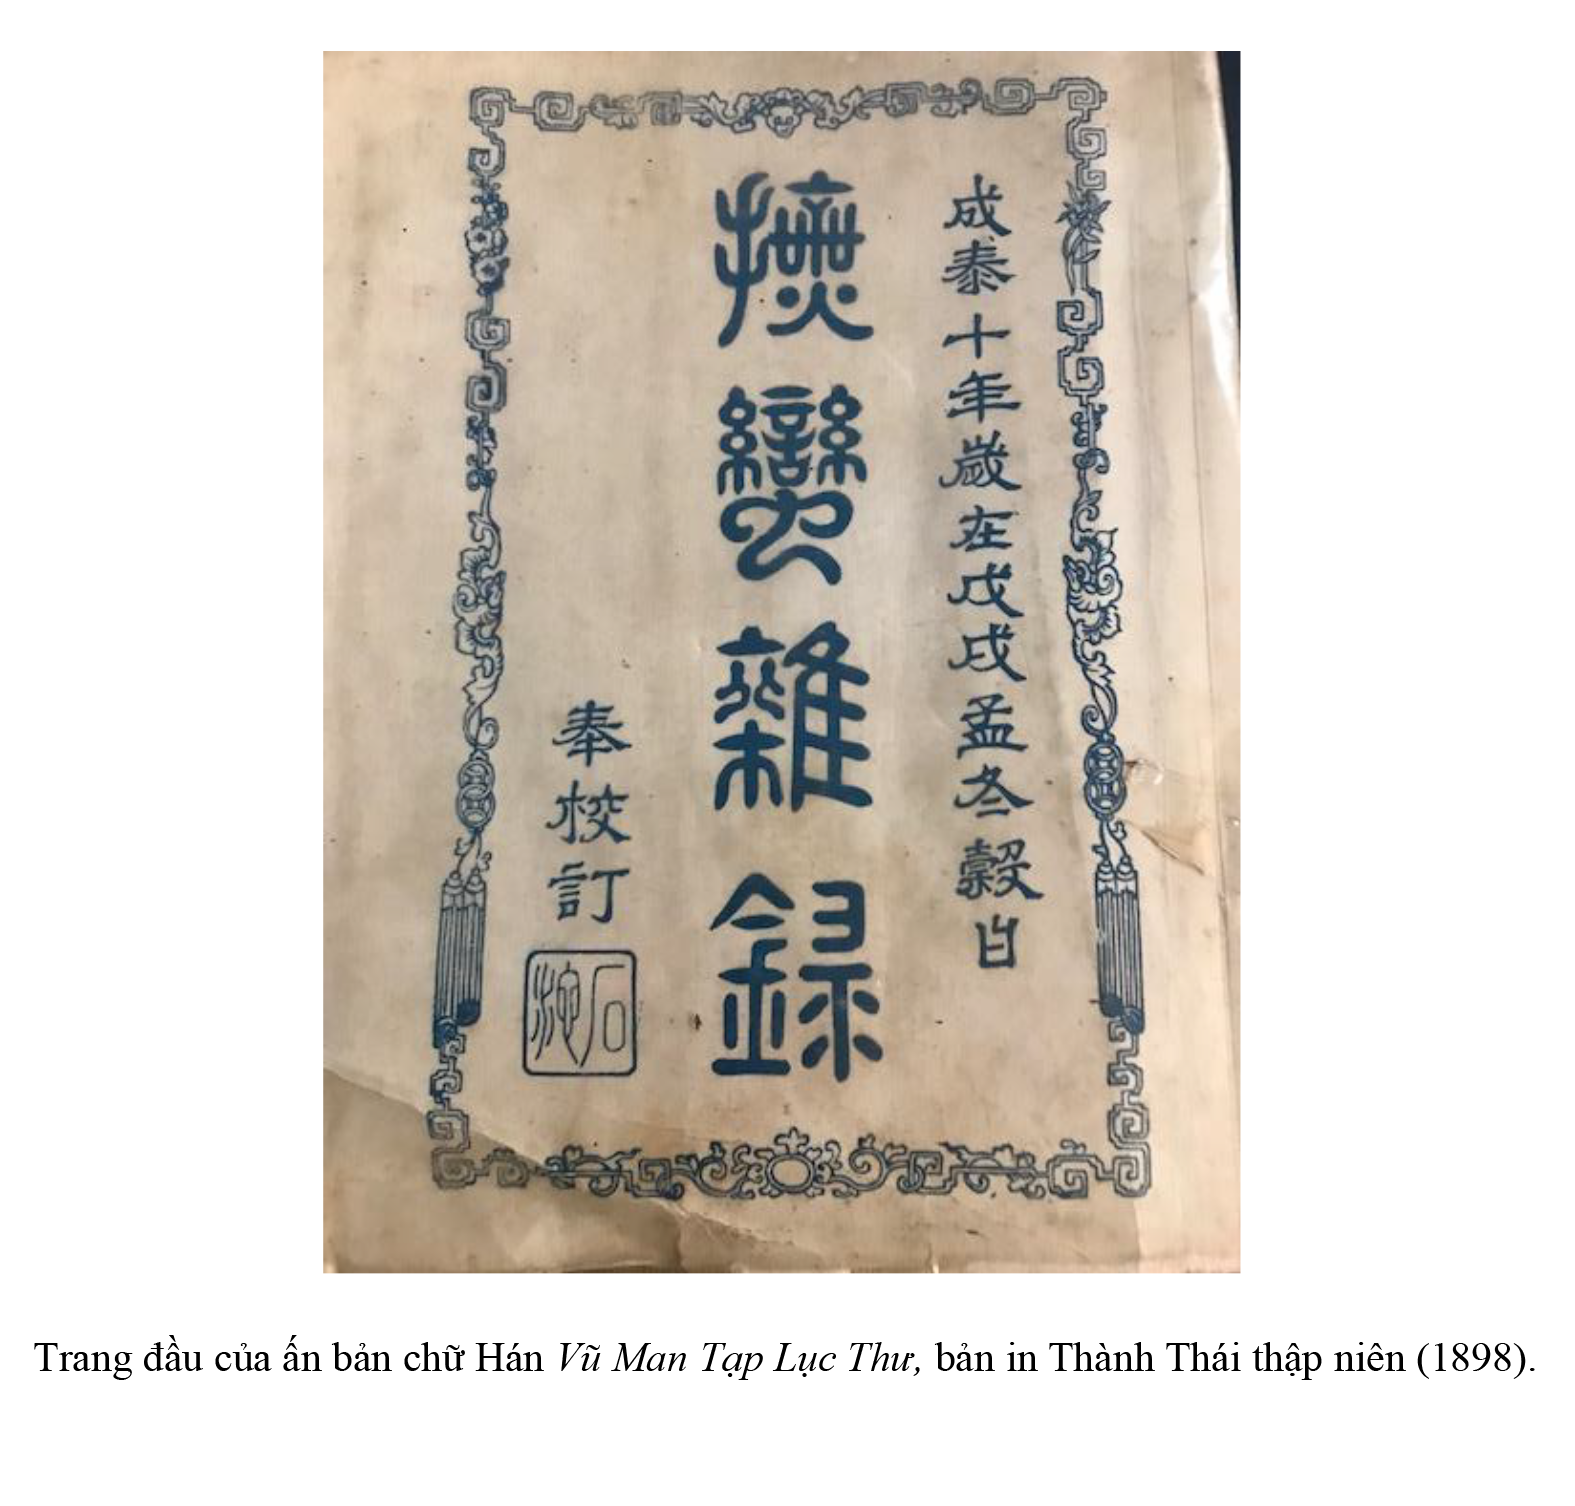 成泰十年歲在戊戌孟冬穀日
撫蠻雜錄
奉校訂
石池
Trang đầu của ấn bản chữ Hán Vũ Man Tạp Lục Thư, bản in Thành Thái thập niên (1898).